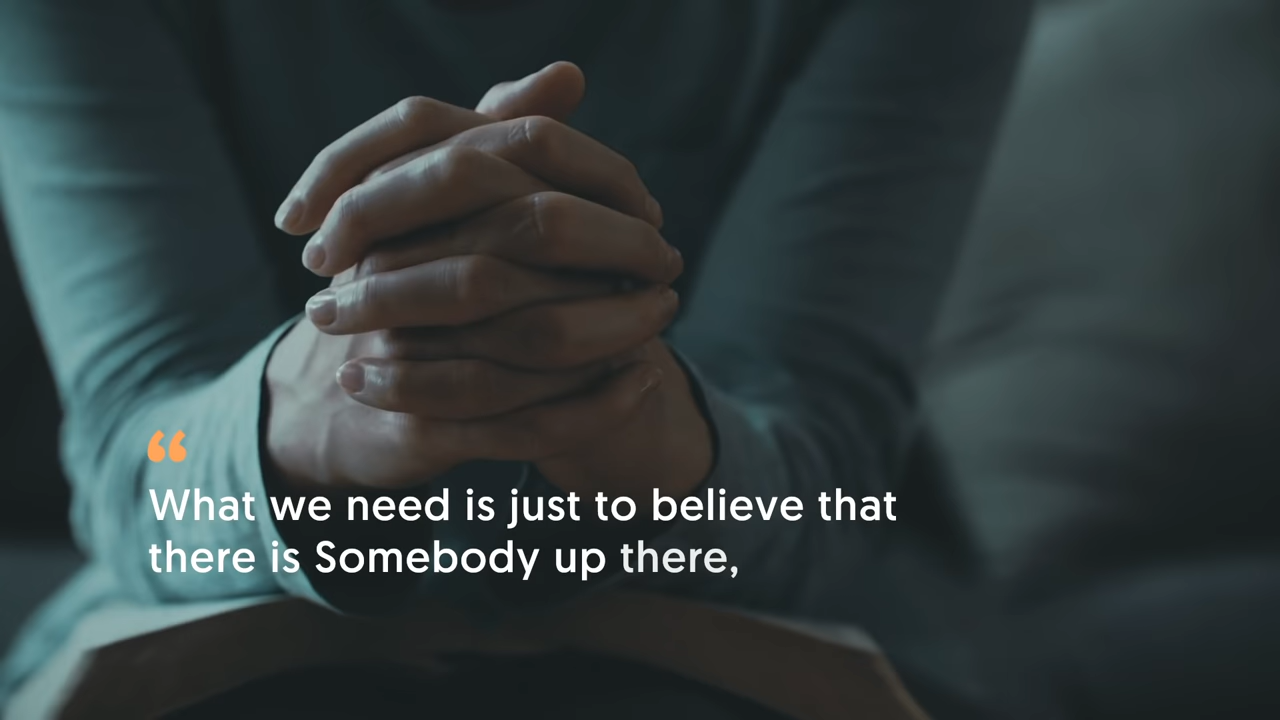 “
What we need is just to believe that
there is Somebody up there,